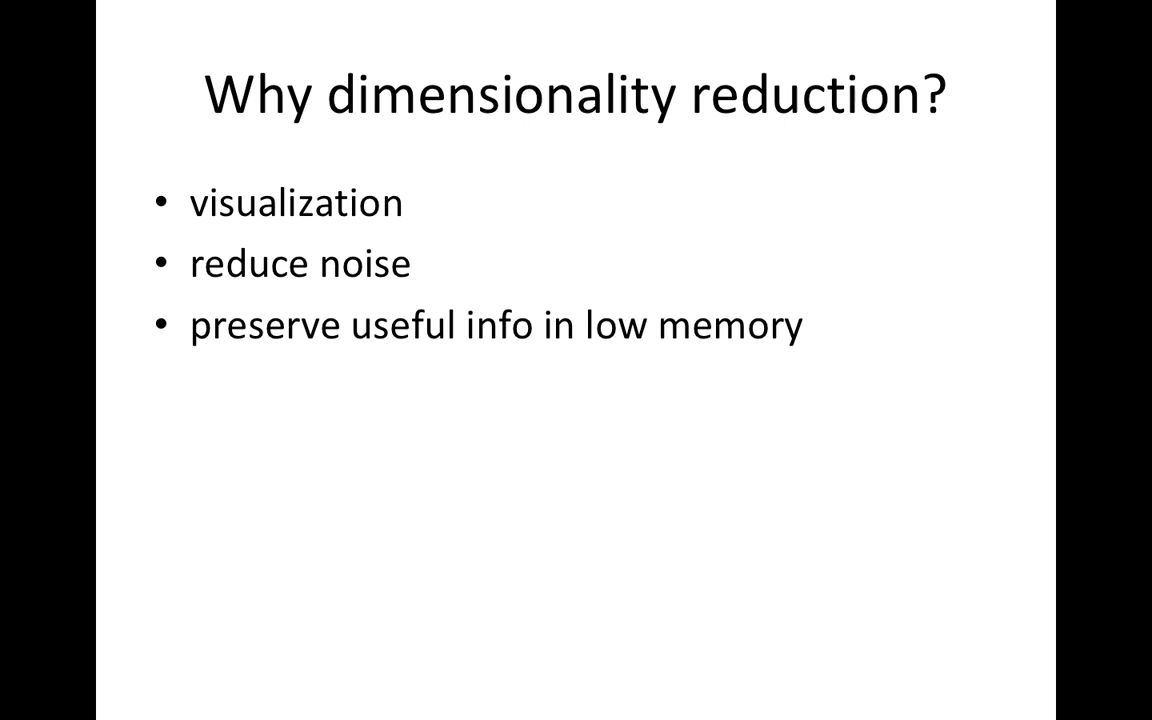 Why dimensionality reduction?
• visualization
• reduce noise
• preserve useful info in low memory